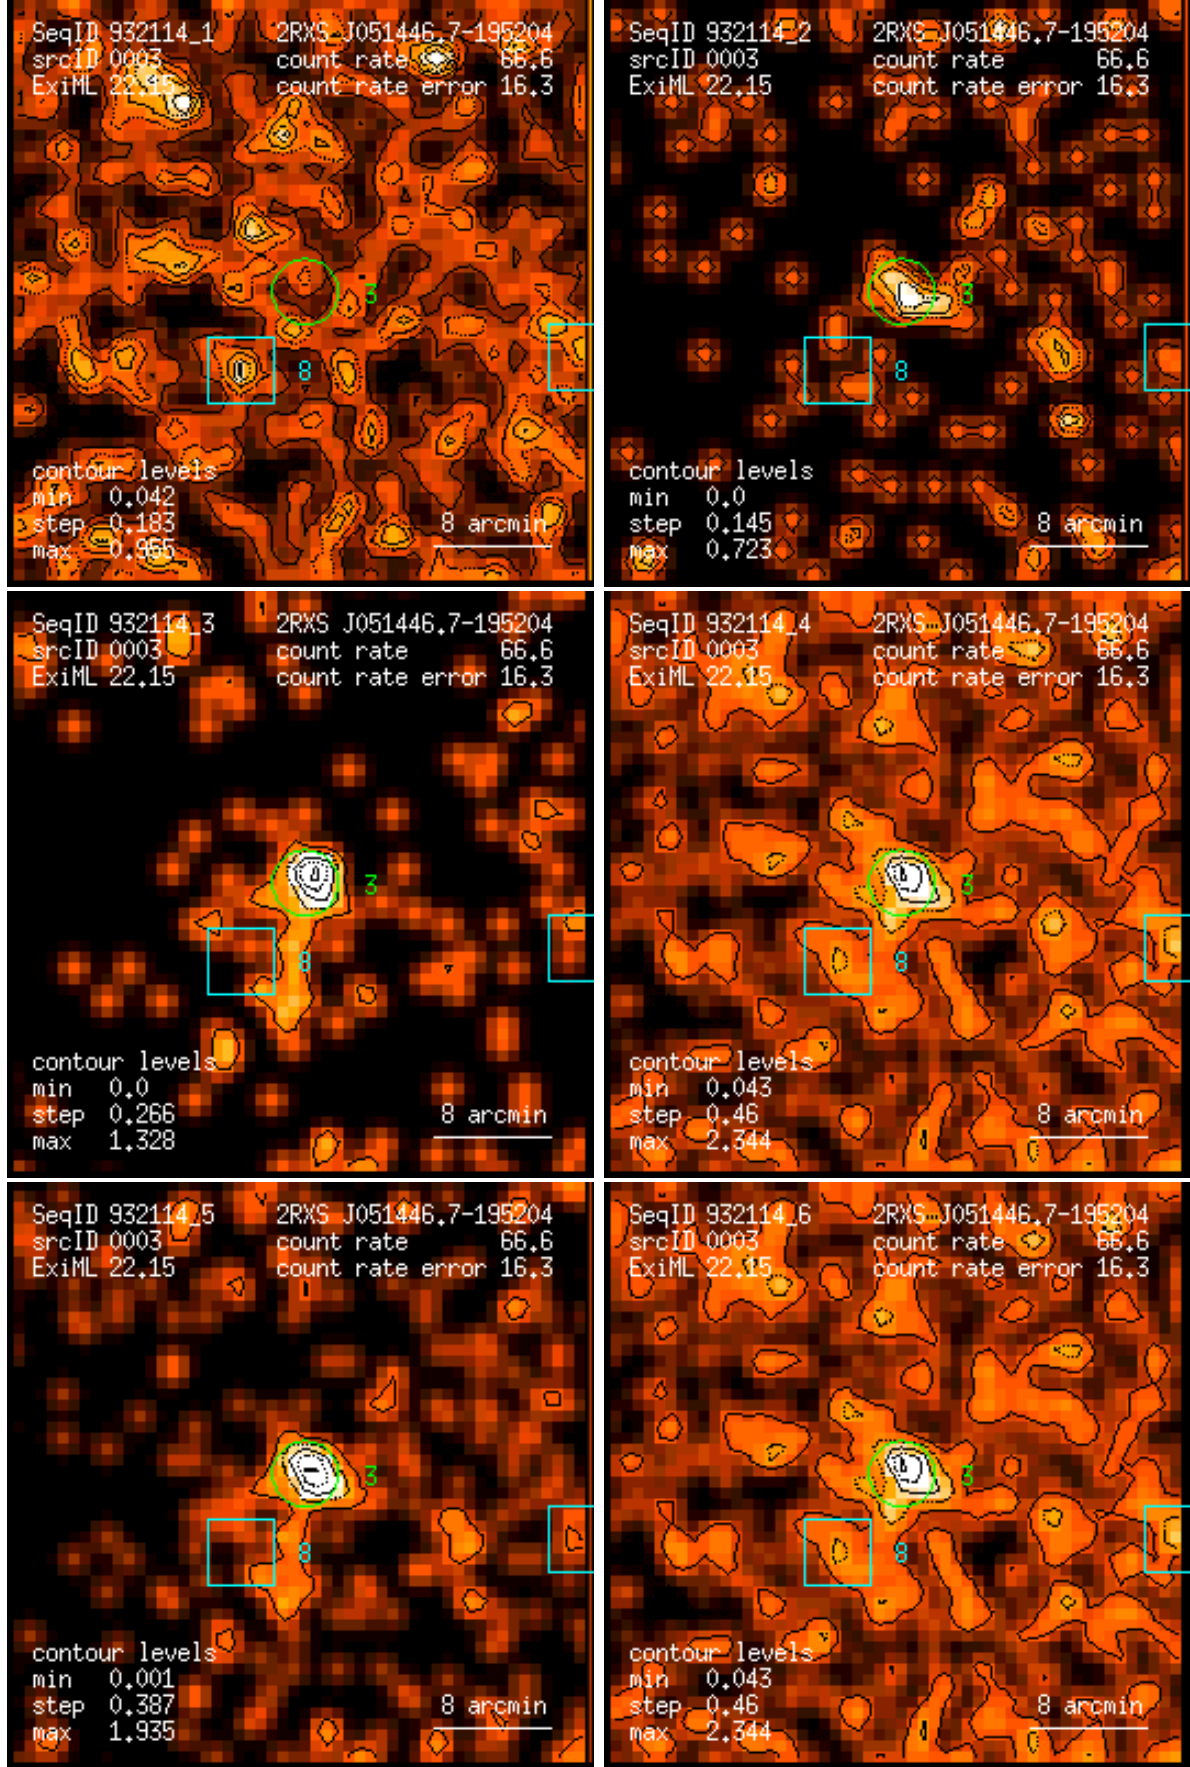 SeqID 932114_1 2RXS J051446.7-195204
srcID 0003 count rate 66.6
ExiML 22.15 count rate error 16.3
3
8
contour levels
min 0.042
step 0.183 8 arcmin
max 0.955
SeqID 932114_2 2RXS J051446.7-195204
srcID 0003 count rate 66.6
ExiML 22.15 count rate error 16.3
3
8
contour levels
min 0.0
step 0.145 8 arcmin
max 0.723
SeqID 932114_3 2RXS J051446.7-195204
srcID 0003 count rate 66.6
ExiML 22.15 count rate error 16.3
3
8
contour levels
min 0.0
step 0.266 8 arcmin
max 1.328
SeqID 932114_4 2RXS J051446.7-195204
srcID 0003 count rate 66.6
ExiML 22.15 count rate error 16.3
3
8
contour levels
min 0.043
step 0.46 8 arcmin
max 2.344
SeqID 932114_5 2RXS J051446.7-195204
srcID 0003 count rate 66.6
ExiML 22.15 count rate error 16.3
3
8
contour levels
min 0.001
step 0.387 8 arcmin
max 1.935
SeqID 932114_6 2RXS J051446.7-195204
srcID 0003 count rate 66.6
ExiML 22.15 count rate error 16.3
3
8
contour levels
min 0.043
step 0.46 8 arcmin
max 2.344